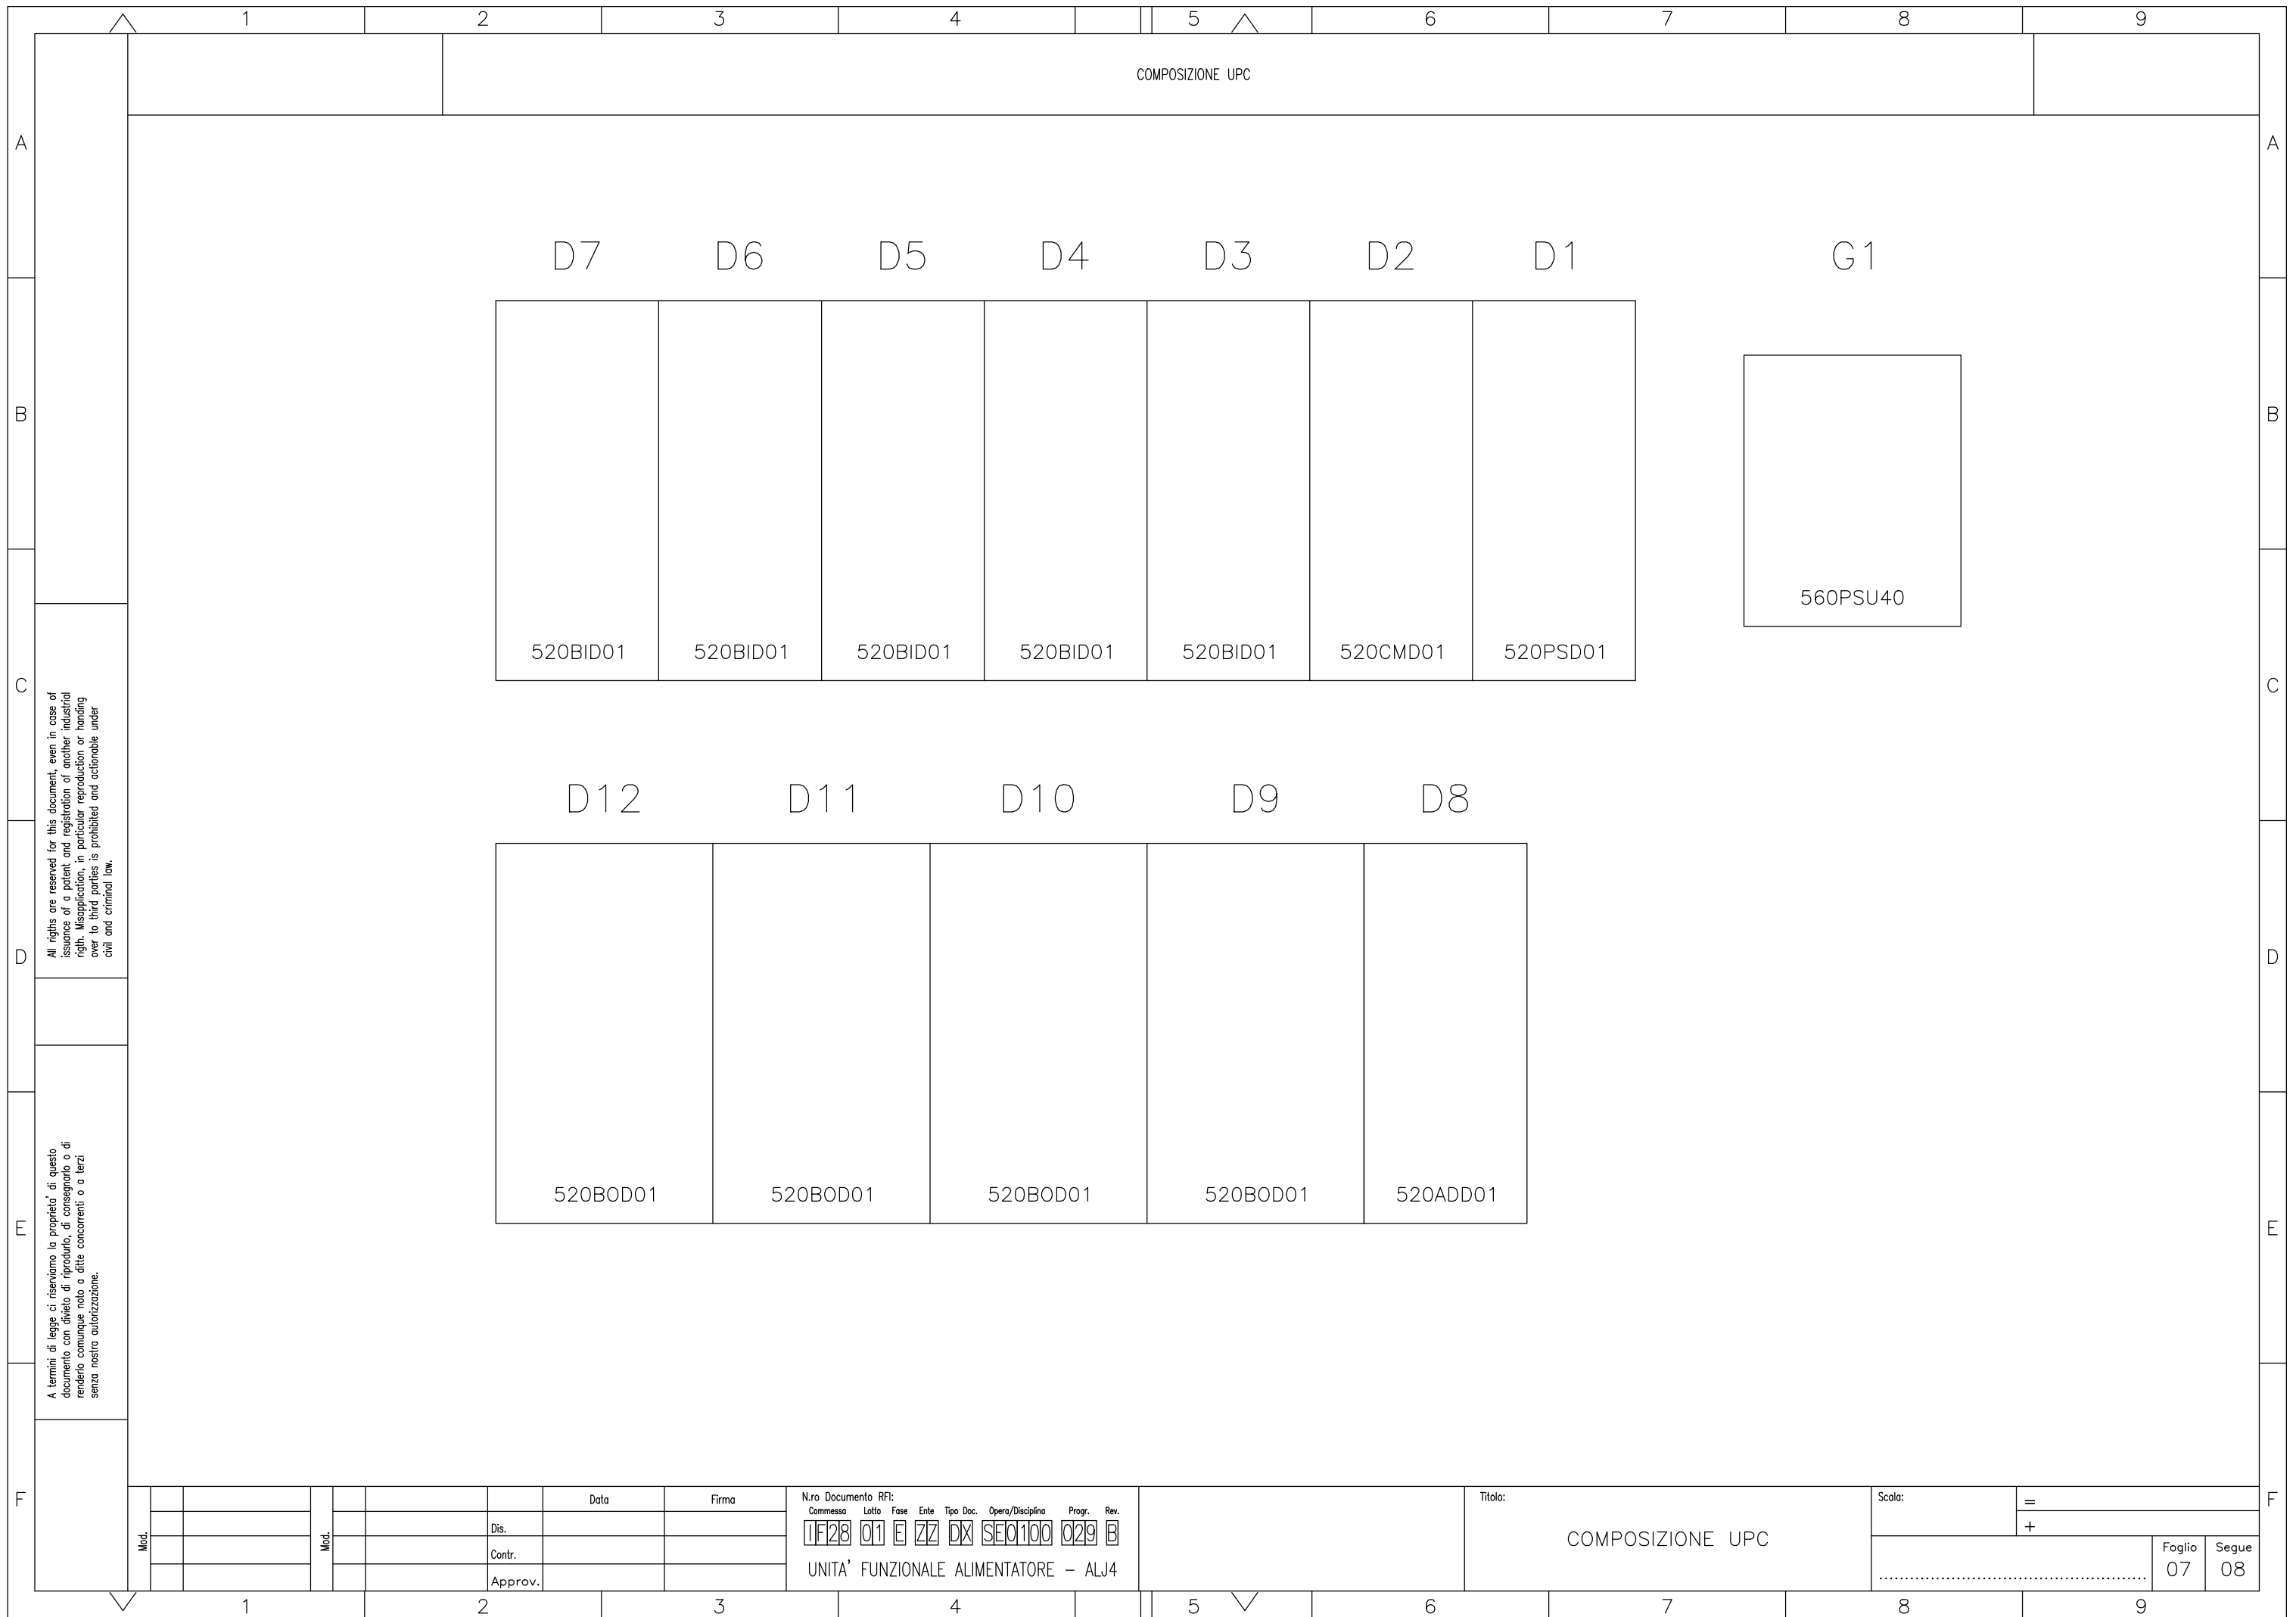 1 2 3 4 5 6 7 8 9
COMPOSIZIONE UPC
A A
D7 D6 D5 D4 D3 D2 D1 G1
B B
560PSU40
520BID01 520BID01 520BID01 520BID01 520BID01 520CMD01 520PSD01
C C
All rigths are reserved for this document, even in case of
issuance of a patent and registration of another industrial
rigth. Misapplication, in particular reproduction or handing
over to third parties is prohibited and actionable under
civil and criminal law.
D12 D11 D10 D9 D8
D D
520BOD01 520BOD01 520BOD01 520BOD01 520ADD01
E E
A termini di legge ci riserviamo la proprieta' di questo
documento con divieto di riprodurlo, di consegnarlo o di
renderlo comunque noto a ditte concorrenti o a terzi
senza nostra autorizzazione.
F F
Mod. Mod.
Data Firma
Dis.
Contr.
Approv.
N.ro Documento RFI:
Commessa Lotto Fase Ente Tipo Doc. Opera/Disciplina Progr. Rev.
IF28 01 E ZZ DX SE0100 029 B
UNITA' FUNZIONALE ALIMENTATORE - ALJ4
Titolo:
COMPOSIZIONE UPC
Scala:
=
+
Foglio Segue
07 08
1 2 3 4 5 6 7 8 9